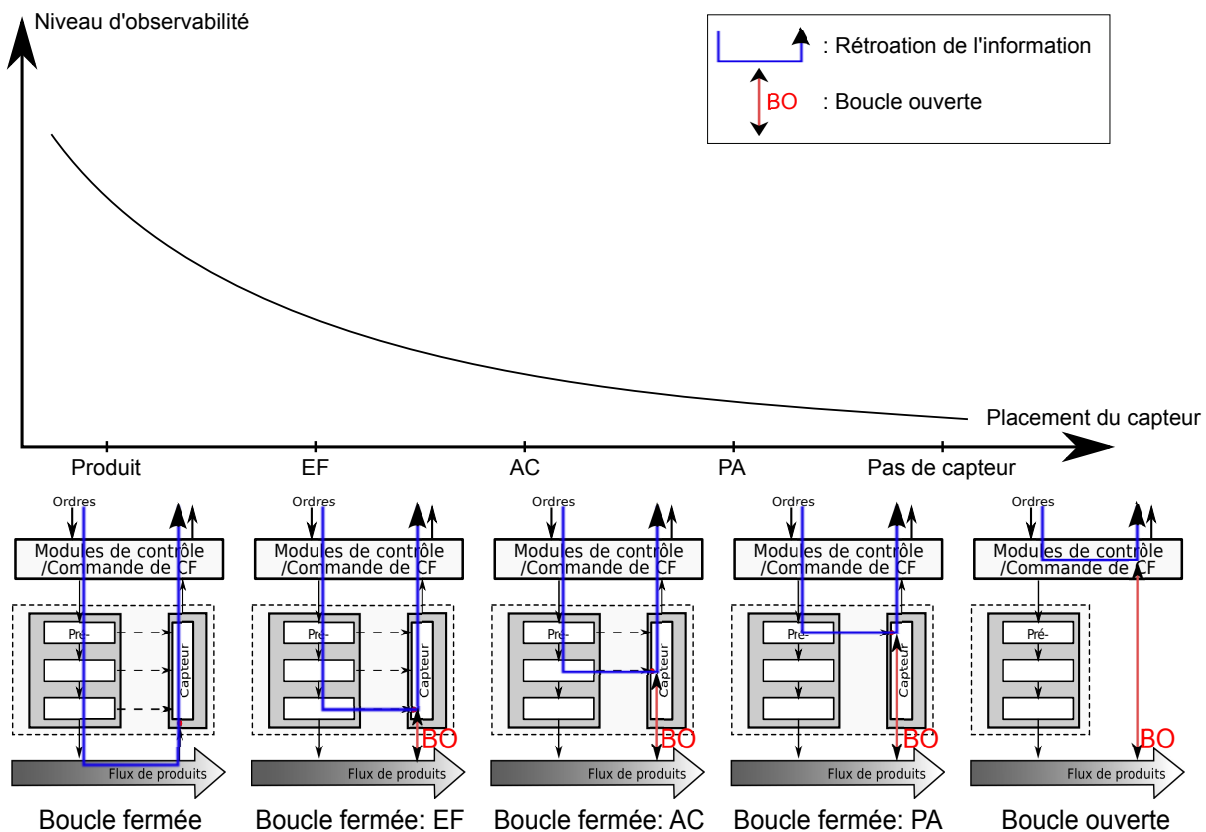 Niveau d'observabilité
: Rétroation de l'information
BO
: Boucle ouverte
Placement du capteur
Produit
EF
AC
PA
Pas de capteur
Ordres
Modules de contrôle
/Commande de CF
Pré-
Capteur
Flux de produits
Boucle fermée
Ordres
Modules de contrôle
/Commande de CF
Pré-
Capteur
BO
Flux de produits
Boucle fermée: EF
Ordres
Modules de contrôle
/Commande de CF
Pré-
Capteur
BO
Flux de produits
Boucle fermée: AC
Ordres
Modules de contrôle
/Commande de CF
Pré-
Capteur
BO
Flux de produits
Boucle fermée: PA
Ordres
Modules de contrôle
/Commande de CF
Pré-
BO
Flux de produits
Boucle ouverte